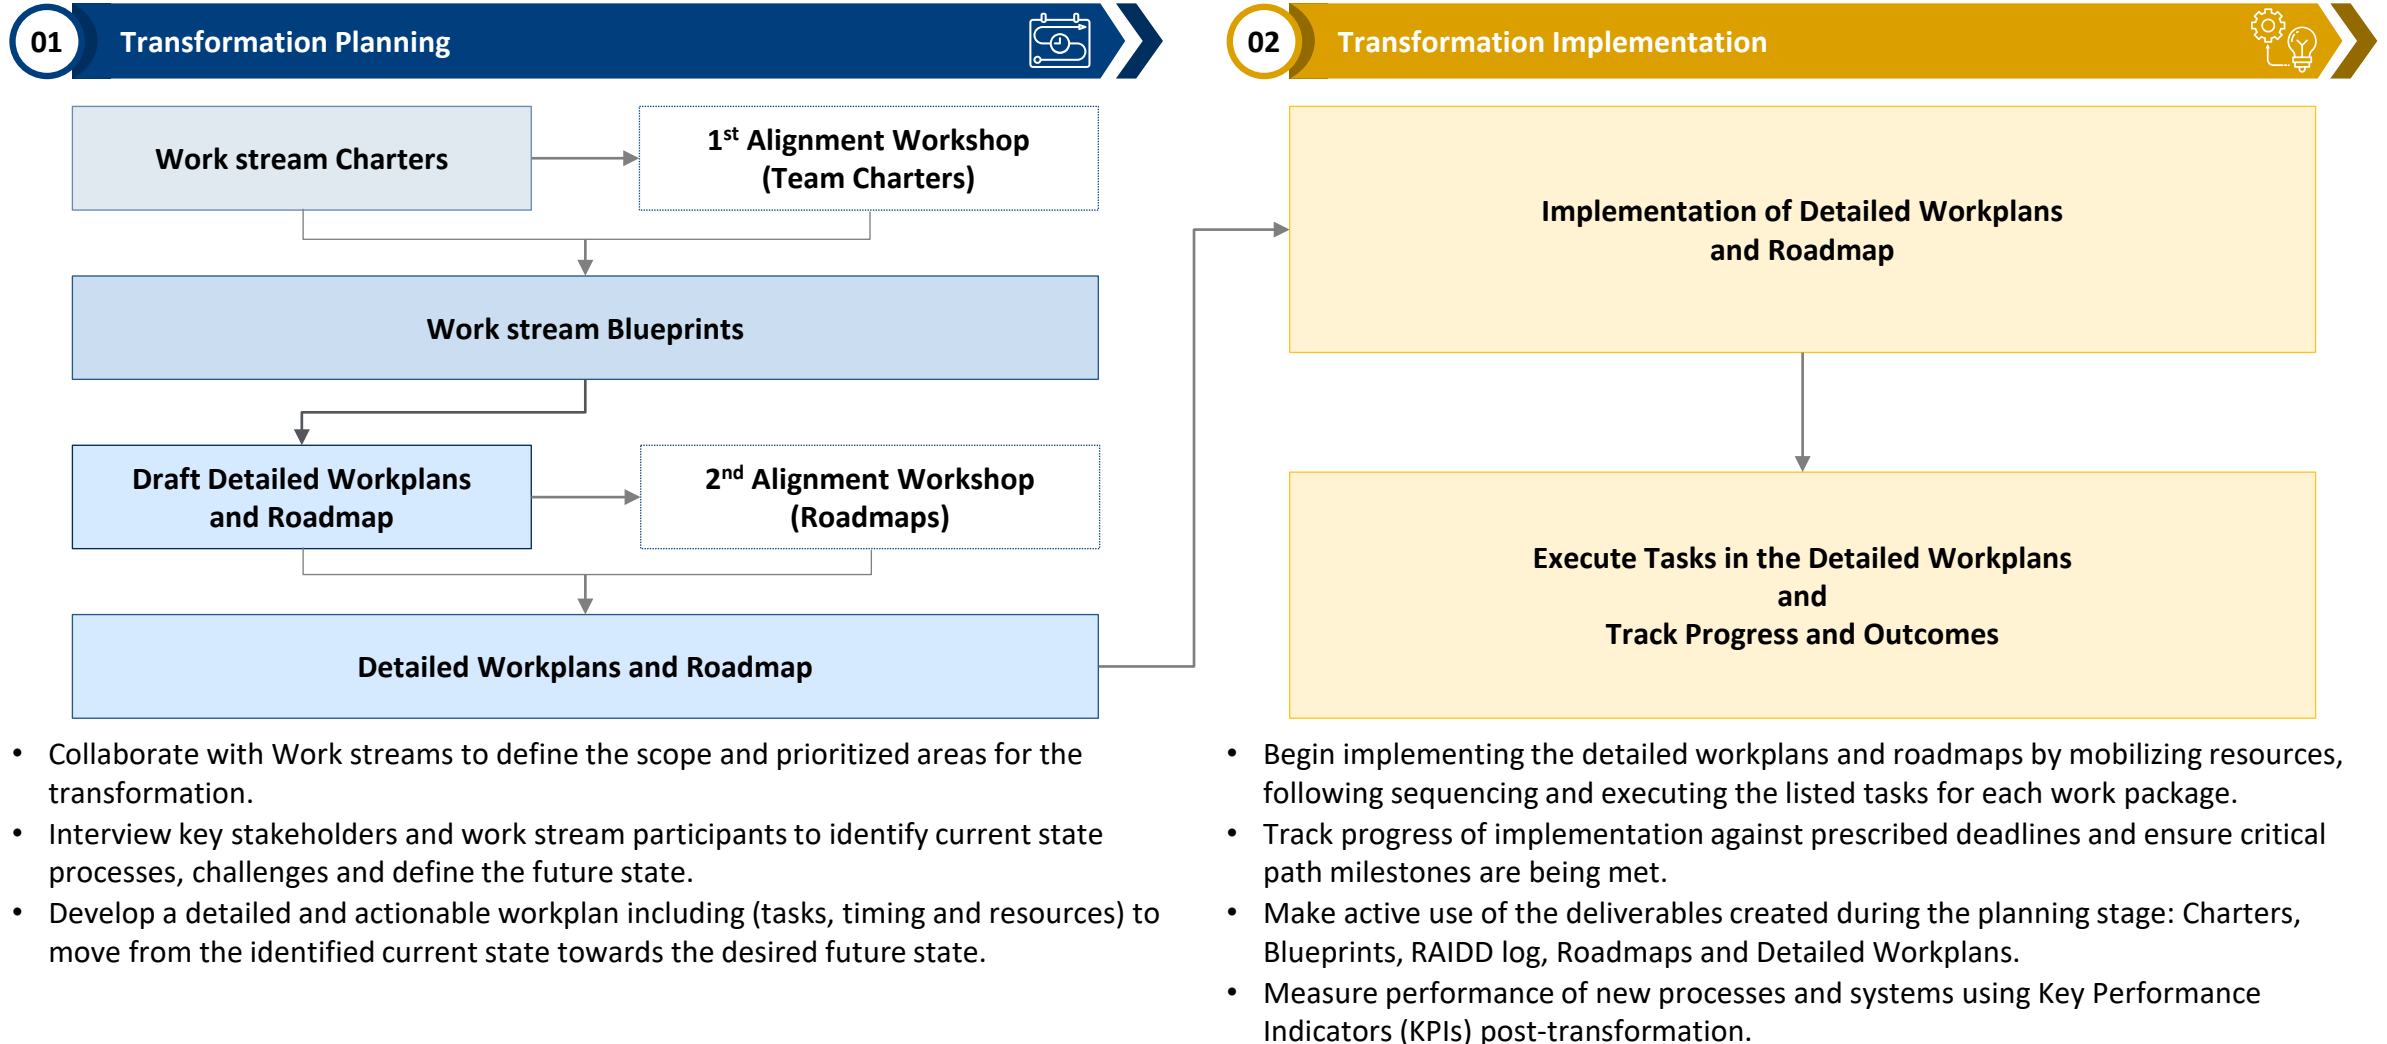 01
Transformation Planning
Work stream Charters
1st Alignment Workshop
(Team Charters)
Work stream Blueprints
Draft Detailed Workplans
and Roadmap
2nd Alignment Workshop
(Roadmaps)
Detailed Workplans and Roadmap
• Collaborate with Work streams to define the scope and prioritized areas for the
transformation.
• Interview key stakeholders and work stream participants to identify current state
processes, challenges and define the future state.
• Develop a detailed and actionable workplan including (tasks, timing and resources) to
move from the identified current state towards the desired future state.
02
Transformation Implementation
Implementation of Detailed Workplans
and Roadmap
Execute Tasks in the Detailed Workplans
and
Track Progress and Outcomes
• Begin implementing the detailed workplans and roadmaps by mobilizing resources,
following sequencing and executing the listed tasks for each work package.
• Track progress of implementation against prescribed deadlines and ensure critical
path milestones are being met.
• Make active use of the deliverables created during the planning stage: Charters,
Blueprints, RAIDD log, Roadmaps and Detailed Workplans.
• Measure performance of new processes and systems using Key Performance
Indicators (KPIs) post-transformation.